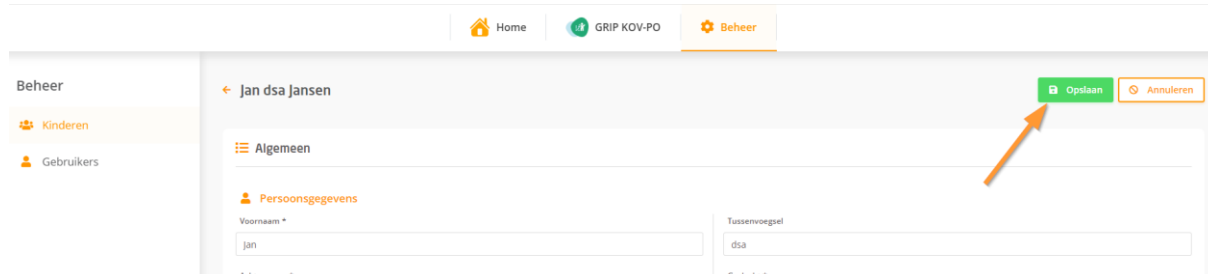 Home
GRIP KOV-PO
Beheer
Beheer
Kinderen
Gebruikers
Jan dsa Jansen
Opslaan
Annuleren
Algemeen
Persoonsgegevens
Voornaam *
Tussenvoegsel
Jan
dsa